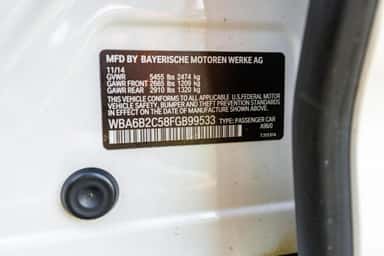 MFD BY BAYERISCHE MOTOREN WERKE AG
11/14
GVWR 5455 lbs 2474 kg
GAWR FRONT 2665 lbs 1209 kg
GAWR REAR 2910 lbs 1320 kg
THIS VEHICLE CONFORMS TO ALL APPLICABLE U.S.FEDERAL MOTOR
VEHICLE SAFETY, BUMPER AND THEFT PREVENTION STANDARDS
IN EFFECT ON THE DATE OF MANUFACTURE SHOWN ABOVE.
WBA6B2C58FGB99533 TYPE: PASSENGER CAR